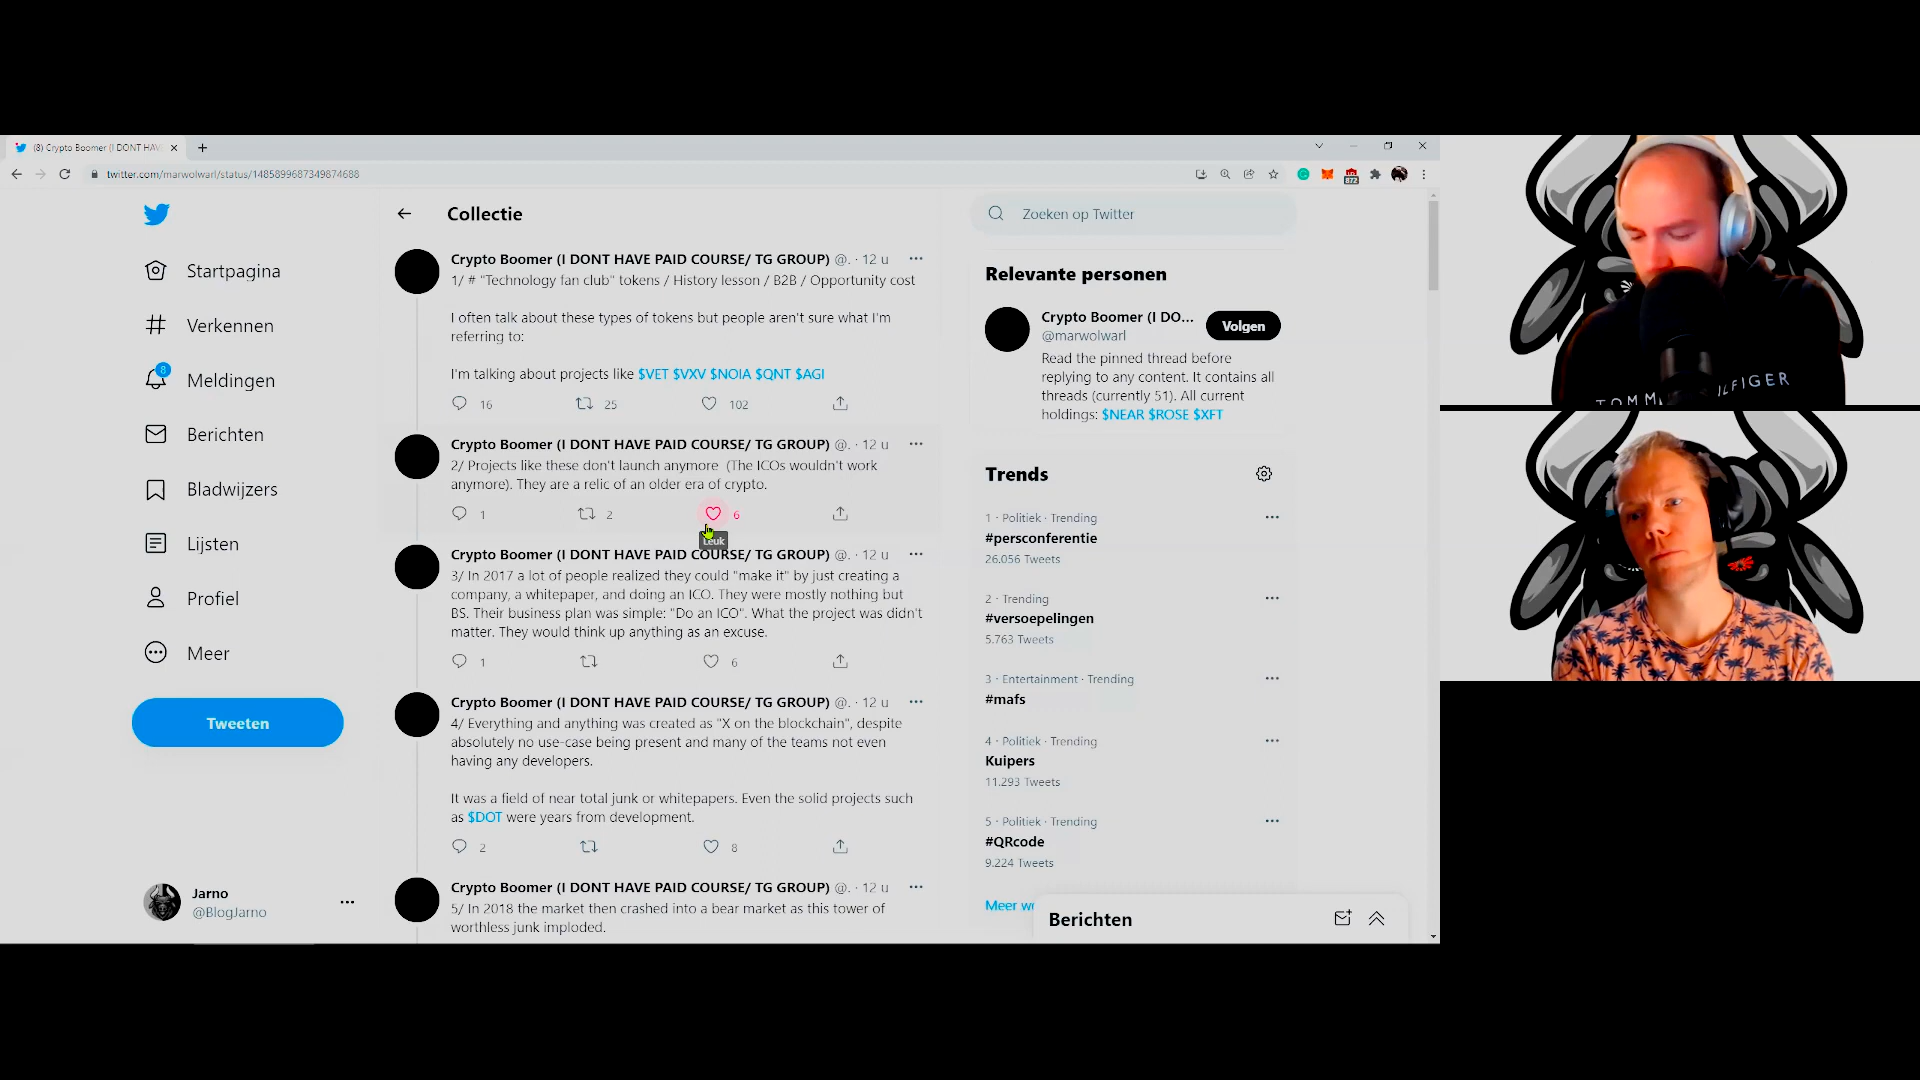 (8) Crypto Boomer (I DONT HAV
twitter.com/marwolwarl/status/1485899687349874688
Startpagina
Verkennen
8
Meldingen
Berichten
Bladwijzers
Lijsten
Profiel
Meer
Tweeten
Jarno
@BlogJarno
Collectie
Crypto Boomer (I DONT HAVE PAID COURSE/ TG GROUP) @. · 12 u
1/ # "Technology fan club" tokens / History lesson / B2B / Opportunity cost
I often talk about these types of tokens but people aren't sure what I'm
referring to:
I'm talking about projects like $VET $VXV $NOIA $QNT $AGI
16 25 102
Crypto Boomer (I DONT HAVE PAID COURSE/ TG GROUP) @. · 12 u
2/ Projects like these don't launch anymore (The ICOs wouldn't work
anymore). They are a relic of an older era of crypto.
1 2 6
Leuk
Crypto Boomer (I DONT HAVE PAID COURSE/ TG GROUP) @. · 12 u
3/ In 2017 a lot of people realized they could "make it" by just creating a
company, a whitepaper, and doing an ICO. They were mostly nothing but
BS. Their business plan was simple: "Do an ICO". What the project was didn't
matter. They would think up anything as an excuse.
1 6
Crypto Boomer (I DONT HAVE PAID COURSE/ TG GROUP) @. · 12 u
4/ Everything and anything was created as "X on the blockchain", despite
absolutely no use-case being present and many of the teams not even
having any developers.
It was a field of near total junk or whitepapers. Even the solid projects such
as $DOT were years from development.
2 8
Crypto Boomer (I DONT HAVE PAID COURSE/ TG GROUP) @. · 12 u
5/ In 2018 the market then crashed into a bear market as this tower of
worthless junk imploded.
Zoeken op Twitter
Relevante personen
Crypto Boomer (I DO...
@marwolwarl
Volgen
Read the pinned thread before
replying to any content. It contains all
threads (currently 51). All current
holdings: $NEAR $ROSE $XFT
Trends
1 · Politiek · Trending
#persconferentie
26.056 Tweets
2 · Trending
#versoepelingen
5.763 Tweets
3 · Entertainment · Trending
#mafs
4 · Politiek · Trending
Kuipers
11.293 Tweets
5 · Politiek · Trending
#QRcode
9.224 Tweets
Meer we
Berichten
TOMM ILFIGER